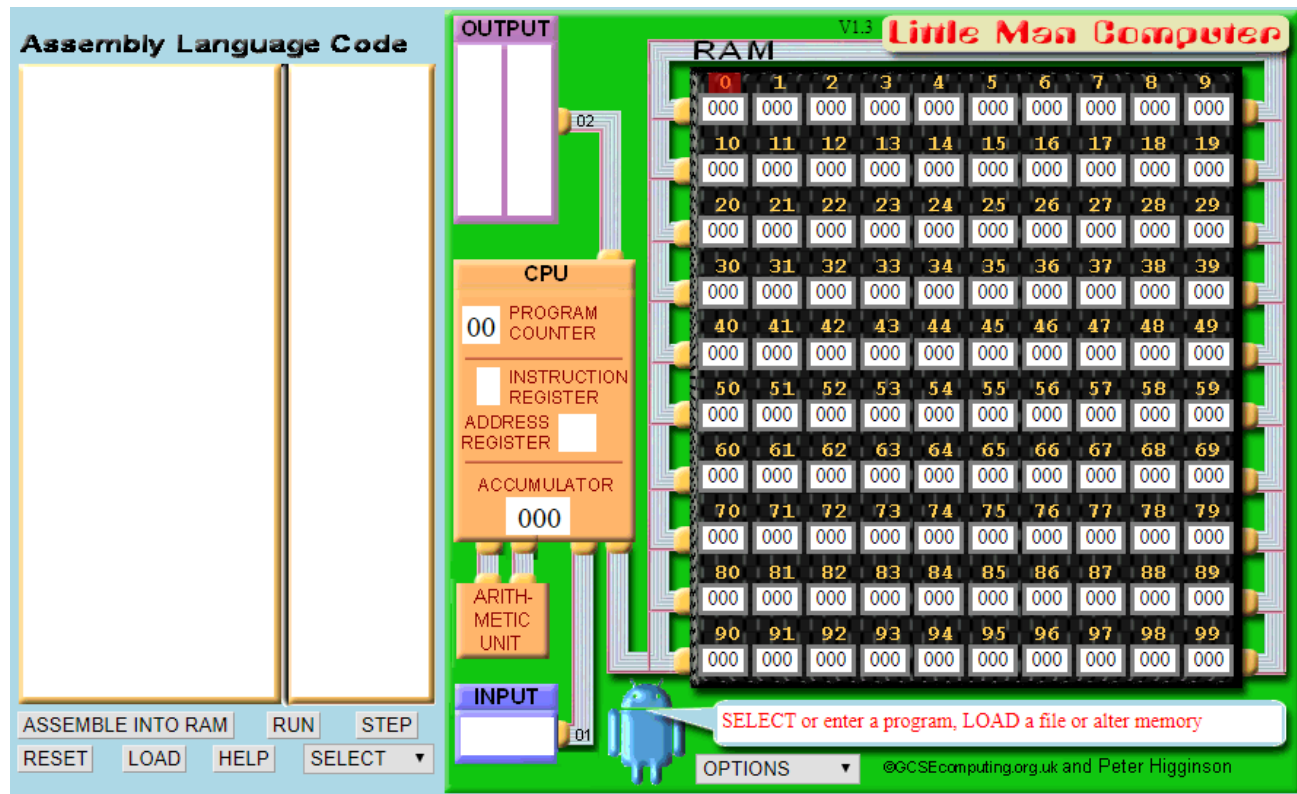 Assembly Language Code
ASSEMBLE INTO RAM RUN STEP
RESET LOAD HELP SELECT
OUTPUT
V1.3 Little Man Computer
02
CPU
00 PROGRAM
COUNTER
INSTRUCTION
REGISTER
ADDRESS
REGISTER
ACCUMULATOR
000
ARITH-
METIC
UNIT
INPUT
01
RAM
0 1 2 3 4 5 6 7 8 9
000 000 000 000 000 000 000 000 000 000
10 11 12 13 14 15 16 17 18 19
000 000 000 000 000 000 000 000 000 000
20 21 22 23 24 25 26 27 28 29
000 000 000 000 000 000 000 000 000 000
30 31 32 33 34 35 36 37 38 39
000 000 000 000 000 000 000 000 000 000
40 41 42 43 44 45 46 47 48 49
000 000 000 000 000 000 000 000 000 000
50 51 52 53 54 55 56 57 58 59
000 000 000 000 000 000 000 000 000 000
60 61 62 63 64 65 66 67 68 69
000 000 000 000 000 000 000 000 000 000
70 71 72 73 74 75 76 77 78 79
000 000 000 000 000 000 000 000 000 000
80 81 82 83 84 85 86 87 88 89
000 000 000 000 000 000 000 000 000 000
90 91 92 93 94 95 96 97 98 99
000 000 000 000 000 000 000 000 000 000
SELECT or enter a program, LOAD a file or alter memory
OPTIONS ©GCSEcomputing.org.uk and Peter Higginson